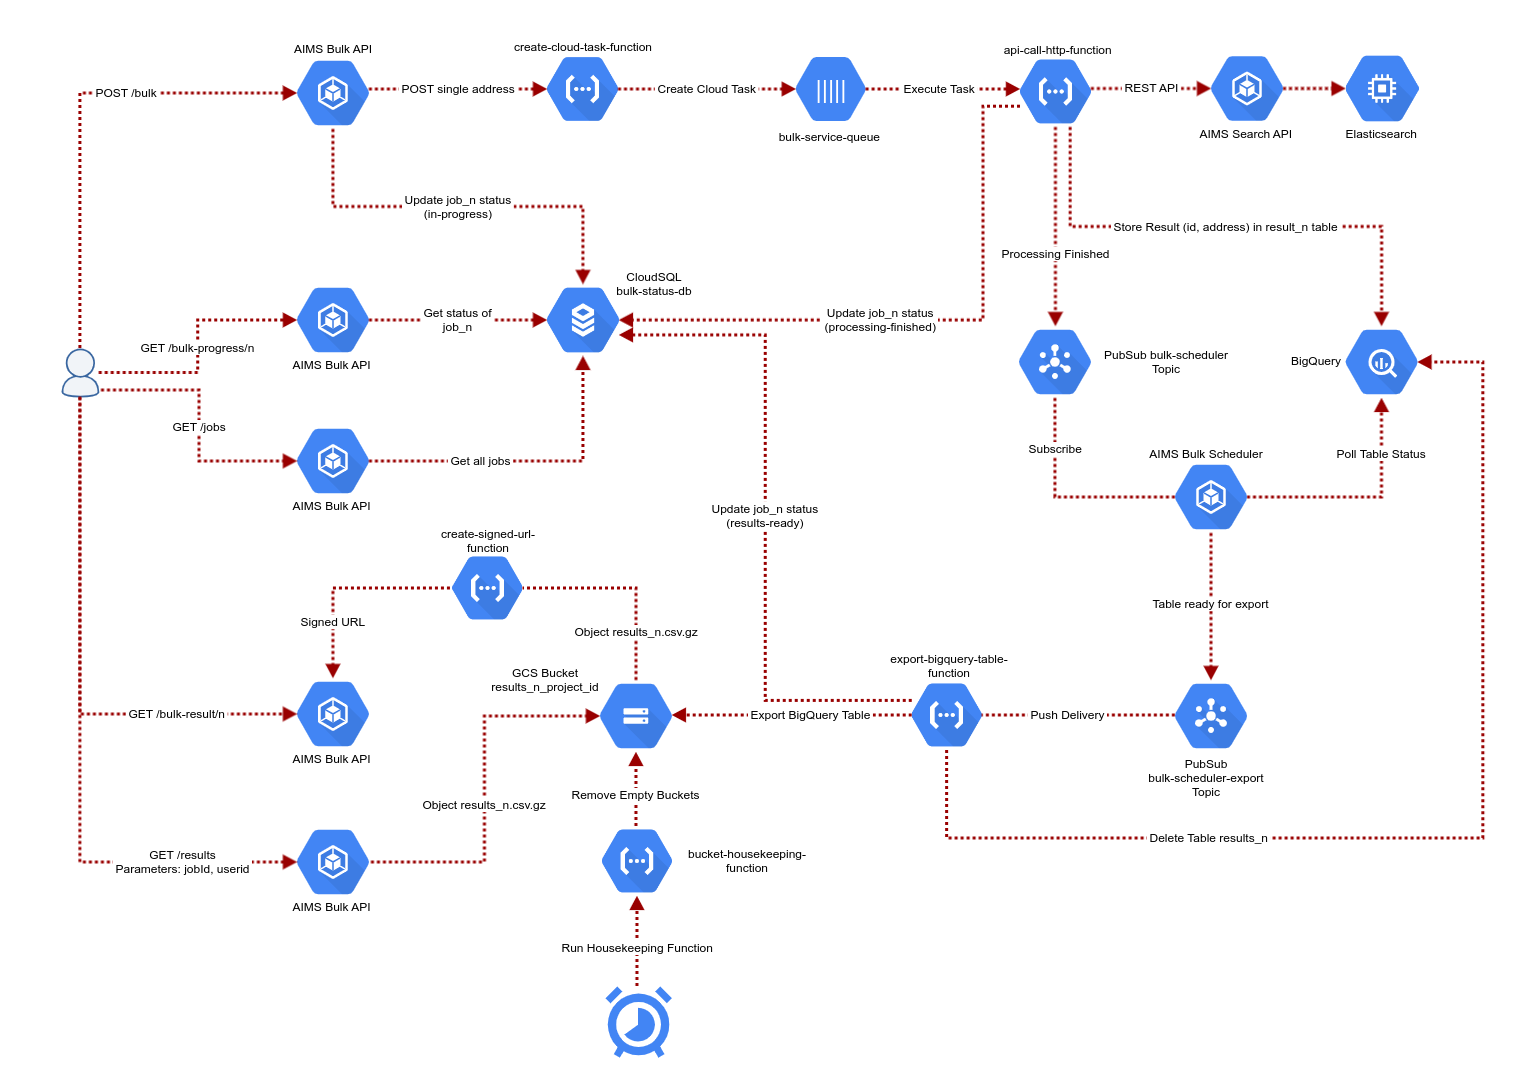 AIMS Bulk API
create-cloud-task-function
api-call-http-function
POST /bulk
POST single address
Create Cloud Task
Execute Task
REST API
bulk-service-queue
AIMS Search API
Elasticsearch
Update job_n status
(in-progress)
Store Result (id, address) in result_n table
Processing Finished
CloudSQL
bulk-status-db
Get status of
job_n
Update job_n status
(processing-finished)
GET /bulk-progress/n
AIMS Bulk API
PubSub bulk-scheduler
Topic
BigQuery
GET /jobs
Get all jobs
Subscribe
AIMS Bulk Scheduler
Poll Table Status
AIMS Bulk API
Update job_n status
(results-ready)
create-signed-url-
function
Signed URL
Object results_n.csv.gz
Table ready for export
GCS Bucket
results_n_project_id
export-bigquery-table-
function
GET /bulk-result/n
Export BigQuery Table
Push Delivery
AIMS Bulk API
PubSub
bulk-scheduler-export
Topic
Object results_n.csv.gz
Remove Empty Buckets
Delete Table results_n
GET /results
Parameters: jobId, userid
bucket-housekeeping-
function
AIMS Bulk API
Run Housekeeping Function